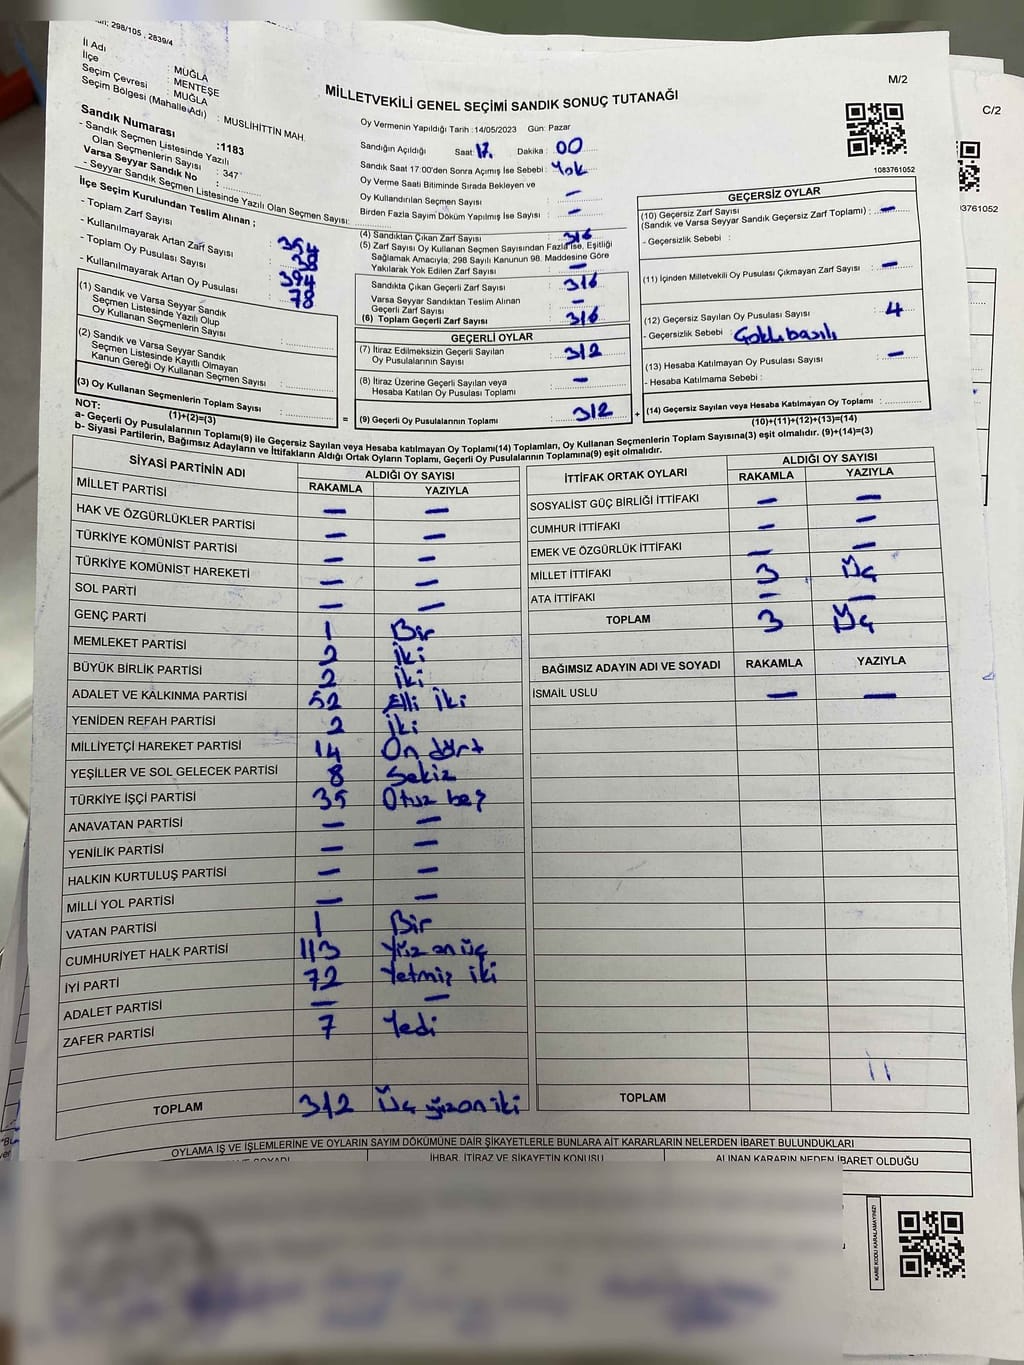 298/105 , 2839/4
M/2
C/2
İl Adı : MUĞLA
İlçe : MENTEŞE
Seçim Çevresi : MUĞLA
Seçim Bölgesi (Mahalle Adı) : MUSLİHİTTİN MAH.
MİLLETVEKİLİ GENEL SEÇİMİ SANDIK SONUÇ TUTANAĞI
Sandık Numarası :1183
- Sandık Seçmen Listesinde Yazılı
Olan Seçmenlerin Sayısı : 347
Varsa Seyyar Sandık No :
- Seyyar Sandık Seçmen Listesinde Yazılı Olan Seçmen Sayısı:
İlçe Seçim Kurulundan Teslim Alınan ;
- Toplam Zarf Sayısı : 354
- Kullanılmayarak Artan Zarf Sayısı : 38
- Toplam Oy Pusulası Sayısı : 394
- Kullanılmayarak Artan Oy Pusulası : 78
(1) Sandık ve Varsa Seyyar Sandık
Seçmen Listesinde Yazılı Olup
Oy Kullanan Seçmenlerin Sayısı :
(2) Sandık ve Varsa Seyyar Sandık
Seçmen Listesinde Kayıtlı Olmayan
Kanun Gereği Oy Kullanan Seçmen Sayısı :
(3) Oy Kullanan Seçmenlerin Toplam Sayısı :
(1)+(2)=(3)
Oy Vermenin Yapıldığı Tarih :14/05/2023 Gün: Pazar
Sandığın Açıldığı Saat: 17. Dakika : 00
Sandık Saat 17:00'den Sonra Açımış İse Sebebi : Yok
Oy Verme Saati Bitiminde Sırada Bekleyen ve
Oy Kullandırılan Seçmen Sayısı : —
Birden Fazla Sayım Döküm Yapılmış İse Sayısı : —
(4) Sandıktan Çıkan Zarf Sayısı : 316
(5) Zarf Sayısı Oy Kullanan Seçmen Sayısından Fazla İse, Eşitliği
Sağlamak Amacıyla; 298 Sayılı Kanunun 98. Maddesine Göre
Yakılarak Yok Edilen Zarf Sayısı : —
Sandıkta Çıkan Geçerli Zarf Sayısı : 316
Varsa Seyyar Sandıktan Teslim Alınan
Geçerli Zarf Sayısı : —
(6) Toplam Geçerli Zarf Sayısı : 316
GEÇERLİ OYLAR
(7) İtiraz Edilmeksizin Geçerli Sayılan
Oy Pusulalarının Sayısı : 312
(8) İtiraz Üzerine Geçerli Sayılan veya
Hesaba Katılan Oy Pusulası Toplamı : —
= (9) Geçerli Oy Pusulalarının Toplamı : 312 +
1083761052
3761052
GEÇERSİZ OYLAR
(10) Geçersiz Zarf Sayısı
(Sandık ve Varsa Seyyar Sandık Geçersiz Zarf Toplamı) : —
- Geçersizlik Sebebi :
(11) İçinden Milletvekili Oy Pusulası Çıkmayan Zarf Sayısı : —
(12) Geçersiz Sayılan Oy Pusulası Sayısı : 4
- Geçersizlik Sebebi :
(13) Hesaba Katılmayan Oy Pusulası Sayısı : —
- Hesaba Katılmama Sebebi :
(14) Geçersiz Sayılan veya Hesaba Katılmayan Oy Toplamı :
(10)+(11)+(12)+(13)=(14)
NOT:
a- Geçerli Oy Pusulalarının Toplamı(9) ile Geçersiz Sayılan veya Hesaba katılmayan Oy Toplamı(14) Toplamları, Oy Kullanan Seçmenlerin Toplam Sayısına(3) eşit olmalıdır. (9)+(14)=(3)
b- Siyasi Partilerin, Bağımsız Adayların ve İttifakların Aldığı Ortak Oyların Toplamı, Geçerli Oy Pusulalarının Toplamına(9) eşit olmalıdır.
SİYASİ PARTİNİN ADI ALDIĞI OY SAYISI
RAKAMLA YAZIYLA
MİLLET PARTİSİ — —
HAK VE ÖZGÜRLÜKLER PARTİSİ — —
TÜRKİYE KOMÜNİST PARTİSİ — —
TÜRKİYE KOMÜNİST HAREKETİ — —
SOL PARTİ — —
GENÇ PARTİ 1 Bir
MEMLEKET PARTİSİ 2 İki
BÜYÜK BİRLİK PARTİSİ 2 İki
ADALET VE KALKINMA PARTİSİ 52 Elli İki
YENİDEN REFAH PARTİSİ 2 İki
MİLLİYETÇİ HAREKET PARTİSİ 14 On dört
YEŞİLLER VE SOL GELECEK PARTİSİ 8 Sekiz
TÜRKİYE İŞÇİ PARTİSİ 35 Otuz beş
ANAVATAN PARTİSİ — —
YENİLİK PARTİSİ — —
HALKIN KURTULUŞ PARTİSİ — —
MİLLİ YOL PARTİSİ — —
VATAN PARTİSİ 1 Bir
CUMHURİYET HALK PARTİSİ 113 Yüz on üç
İYİ PARTİ 72 Yetmiş iki
ADALET PARTİSİ — —
ZAFER PARTİSİ 7 Yedi
TOPLAM 312 Üç yüzon iki
İTTİFAK ORTAK OYLARI ALDIĞI OY SAYISI
RAKAMLA YAZIYLA
SOSYALİST GÜÇ BİRLİĞİ İTTİFAKI — —
CUMHUR İTTİFAKI — —
EMEK VE ÖZGÜRLÜK İTTİFAKI — —
MİLLET İTTİFAKI 3 Üç
ATA İTTİFAKI — —
TOPLAM 3 Üç
BAĞIMSIZ ADAYIN ADI VE SOYADI RAKAMLA YAZIYLA
İSMAİL USLU — —
TOPLAM
OYLAMA İŞ VE İŞLEMLERİNE VE OYLARIN SAYIM DÖKÜMÜNE DAİR ŞİKAYETLERLE BUNLARA AİT KARARLARIN NELERDEN İBARET BULUNDUKLARI
İHBAR, İTİRAZ VE ŞİKAYETİN KONUSU ALINAN KARARIN NEDEN İBARET OLDUĞU
KARE KODU KARALAMAYINIZ!